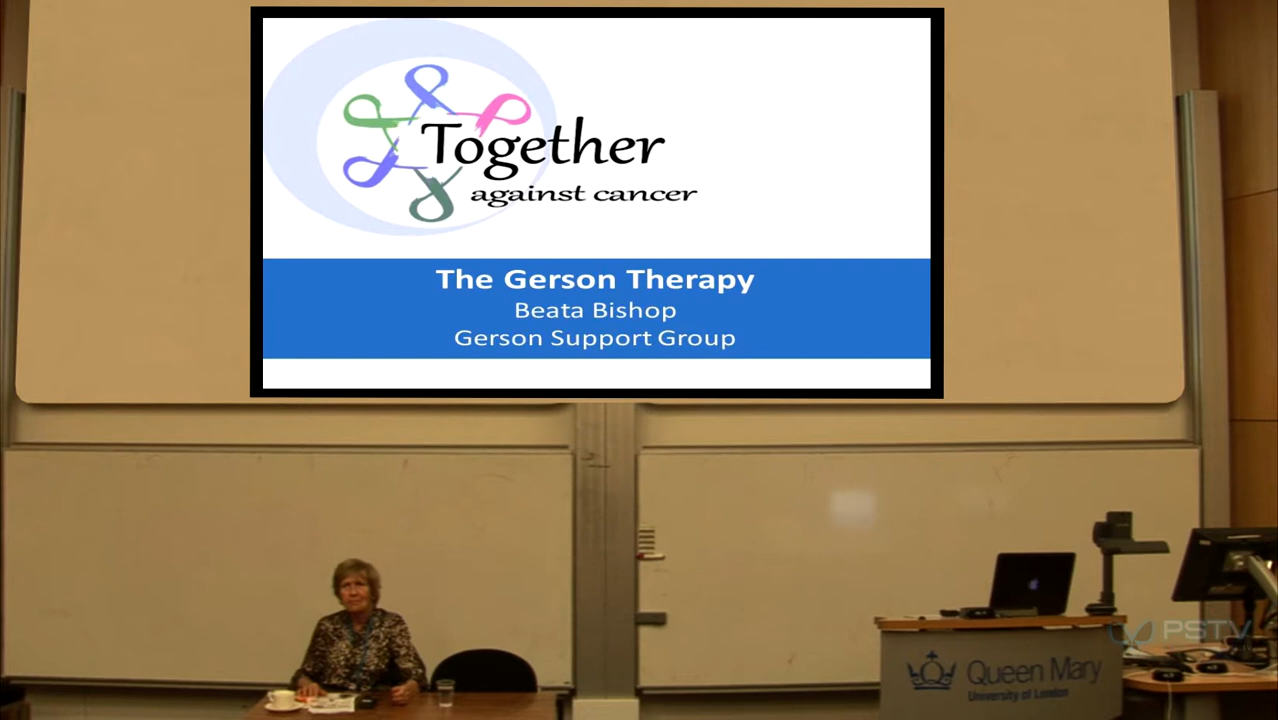 Together
against cancer
The Gerson Therapy
Beata Bishop
Gerson Support Group
PSTV
Queen Mary
University of London